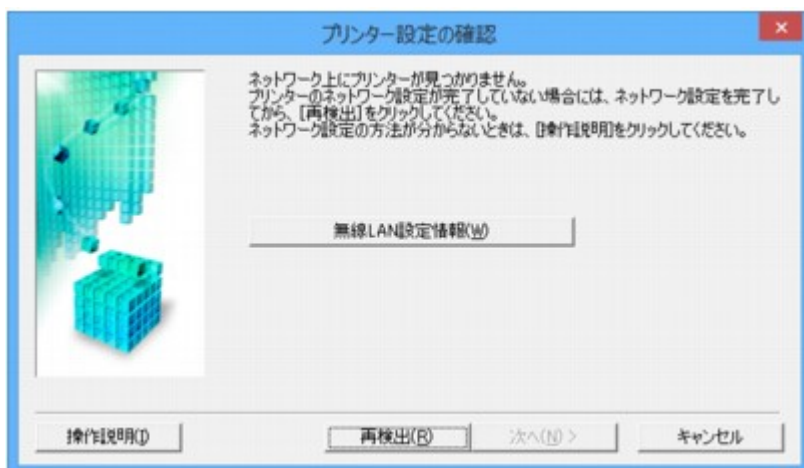 プリンター設定の確認
ネットワーク上にプリンターが見つかりません。
プリンターのネットワーク設定が完了していない場合には、ネットワーク設定を完了し
てから、[再検出]をクリックしてください。
ネットワーク設定の方法が分からないときは、[操作説明]をクリックしてください。
無線LAN設定情報(W)
操作説明(I)
再検出(R)
次へ(N) >
キャンセル